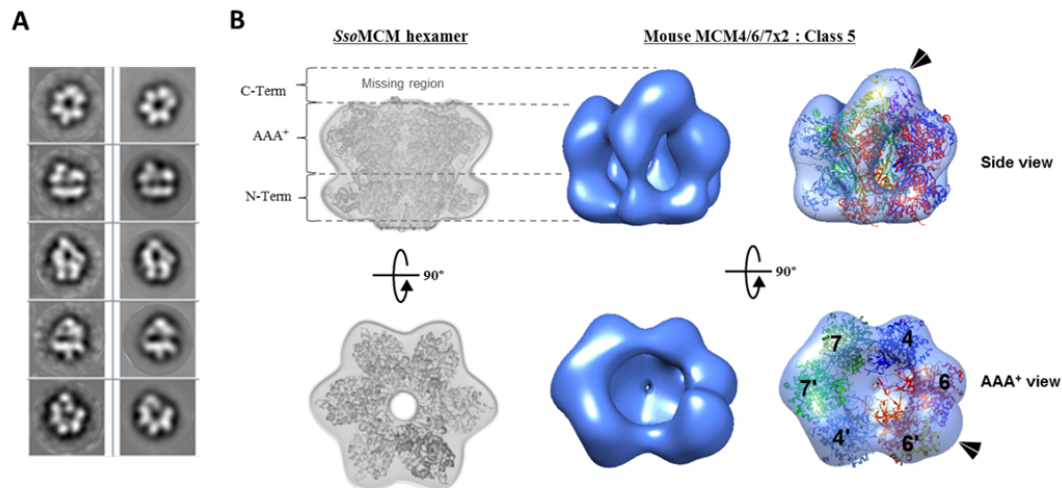 A
B
SsoMCM hexamer
Mouse MCM4/6/7x2 : Class 5
C-Term
Missing region
AAA+
N-Term
Side view
90°
90°
7
4
7'
6
4'
6'
AAA+ view